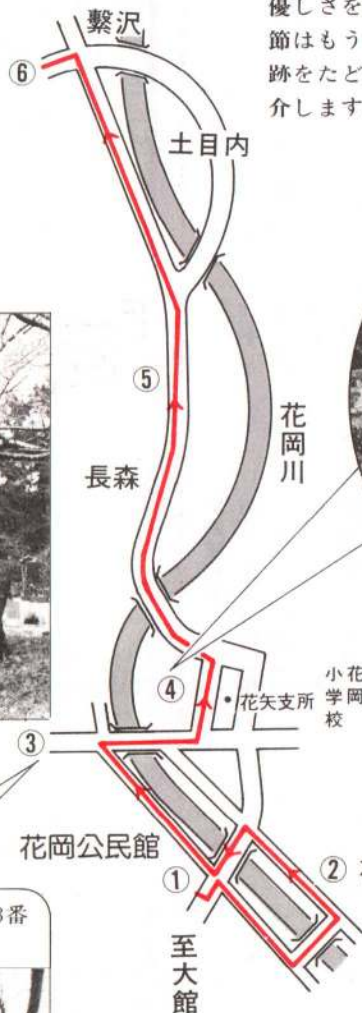 優しさを
節はもう
跡をたど
介します
繋沢
⑥
土目内
⑤
花岡川
長森
④
花矢支所
花岡
小学校
③
花岡公民館
①
②
番
至大館